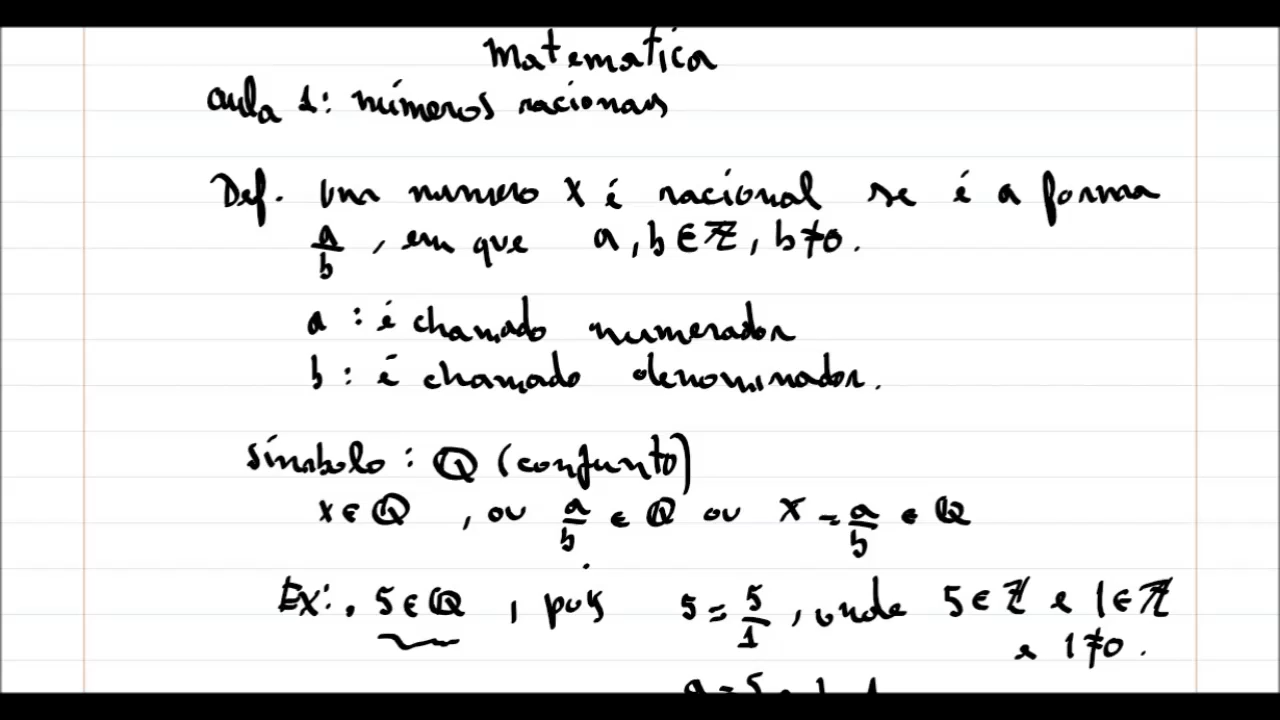 Matematica
aula 1: números racionais
Def. Um numero x é racional se é a forma
a/b, em que a, b ∈ ℤ, b ≠ 0.
a : é chamado numerador
b : é chamado denominador.
símbolo : ℚ (conjunto)
x ∈ ℚ , ou a/b ∈ ℚ ou x = a/b ∈ ℚ
Ex: . 5 ∈ ℚ , pois 5 = 5/1 , onde 5 ∈ ℤ e 1 ∈ ℤ
e 1 ≠ 0 .